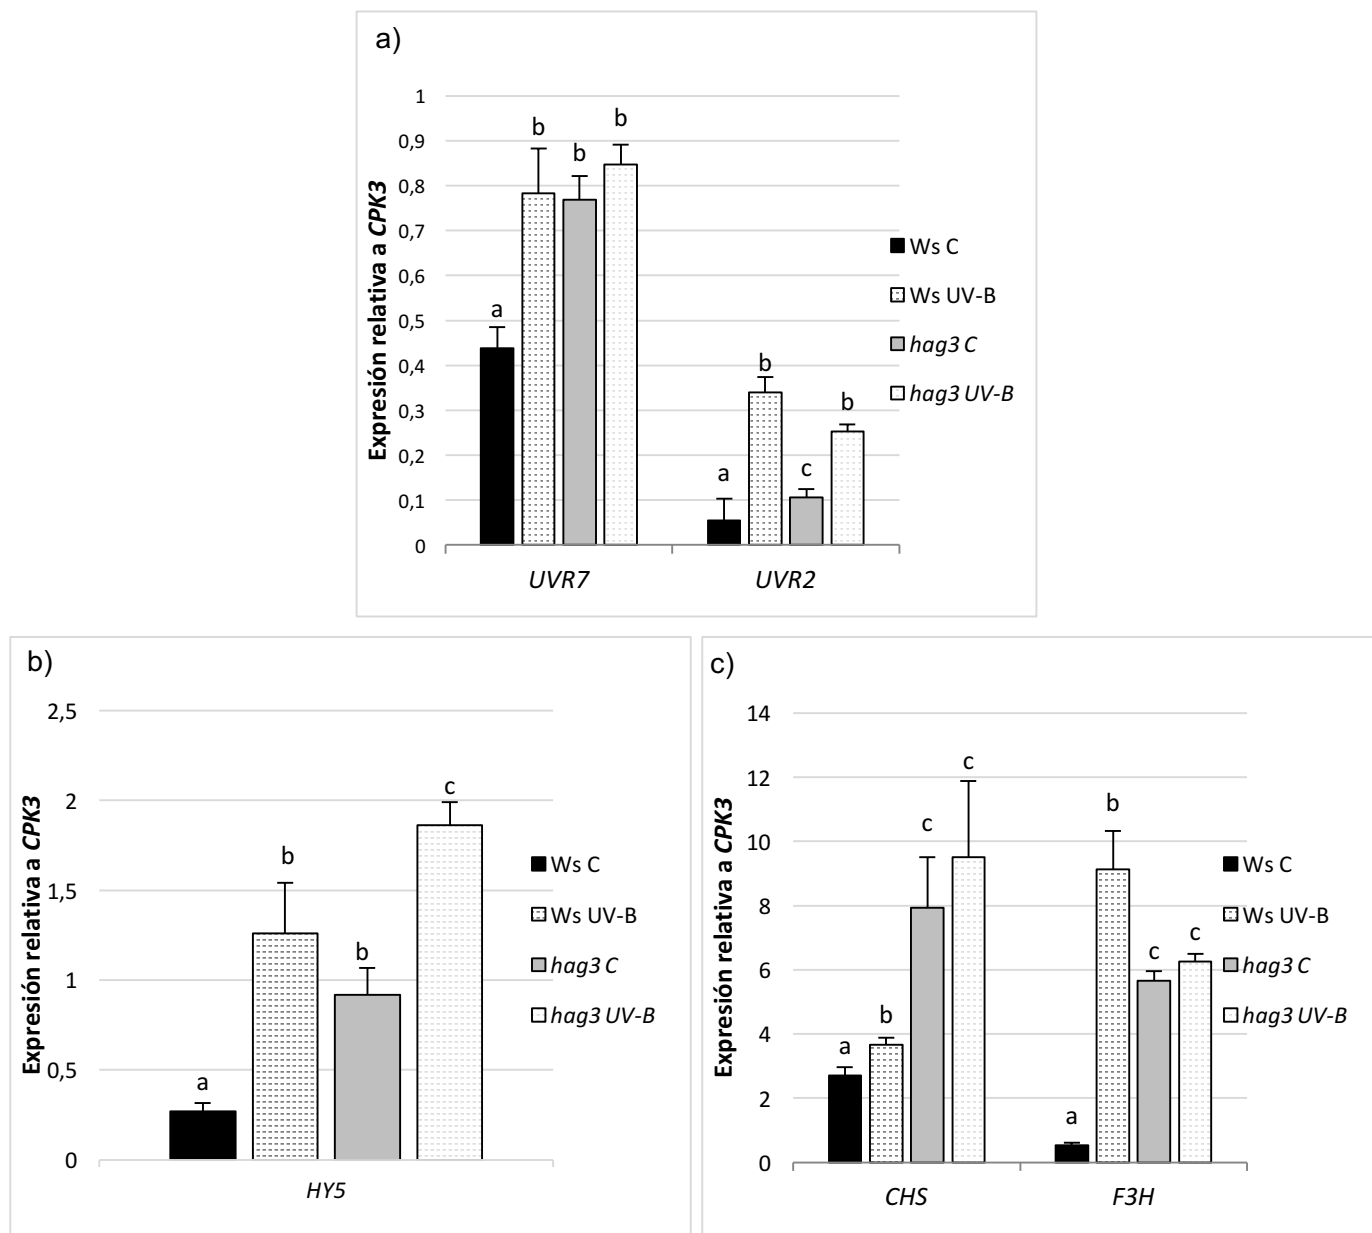 a)
Expresión relativa a CPK3
1
0,9
0,8
0,7
0,6
0,5
0,4
0,3
0,2
0,1
0
a
b
b
b
a
b
c
b
UVR7
UVR2
Ws C
Ws UV-B
hag3 C
hag3 UV-B
b)
Expresión relativa a CPK3
2,5
2
1,5
1
0,5
0
a
b
b
c
HY5
Ws C
Ws UV-B
hag3 C
hag3 UV-B
c)
Expresión relativa a CPK3
14
12
10
8
6
4
2
0
a
b
c
c
a
b
c
c
CHS
F3H
Ws C
Ws UV-B
hag3 C
hag3 UV-B